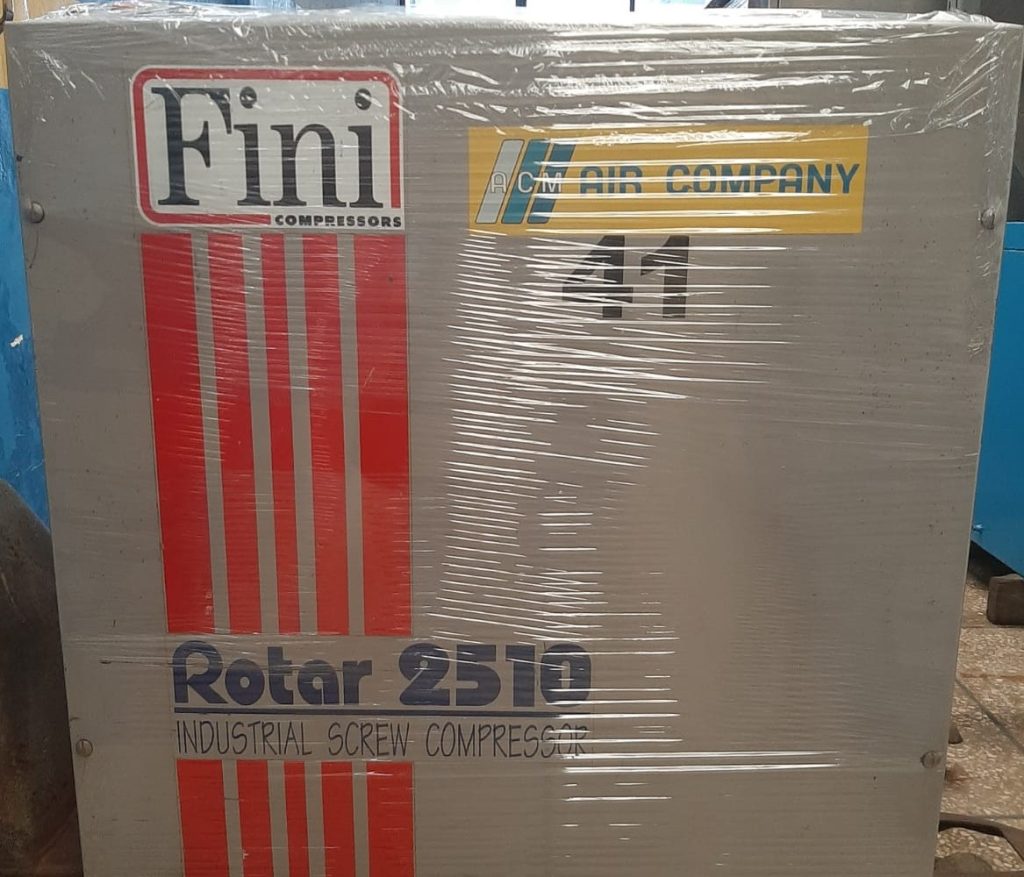 Fini
COMPRESSORS
ACM AIR COMPANY
41
Rotar 2510
INDUSTRIAL SCREW COMPRESSOR